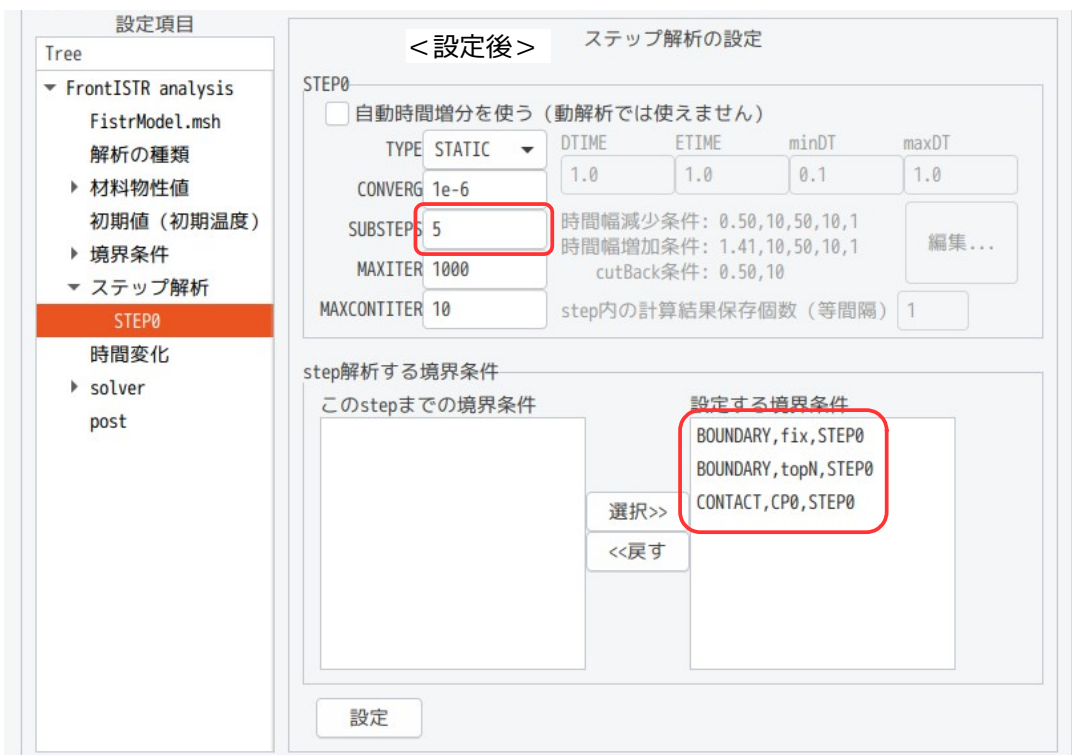 設定項目
Tree
FrontISTR analysis
FistrModel.msh
解析の種類
材料物性値
初期値（初期温度）
境界条件
ステップ解析
STEP0
時間変化
solver
post
＜設定後＞
ステップ解析の設定
STEP0
自動時間増分を使う（動解析では使えません）
TYPE STATIC
DTIME ETIME minDT maxDT
1.0 1.0 0.1 1.0
CONVERG 1e-6
SUBSTEPS 5
時間幅減少条件: 0.50,10,50,10,1
時間幅増加条件: 1.41,10,50,10,1
cutBack条件: 0.50,10
編集...
MAXITER 1000
MAXCONTITER 10
step内の計算結果保存個数（等間隔） 1
step解析する境界条件
このstepまでの境界条件
設定する境界条件
BOUNDARY,fix,STEP0
BOUNDARY,topN,STEP0
CONTACT,CP0,STEP0
選択>>
<<戻す
設定